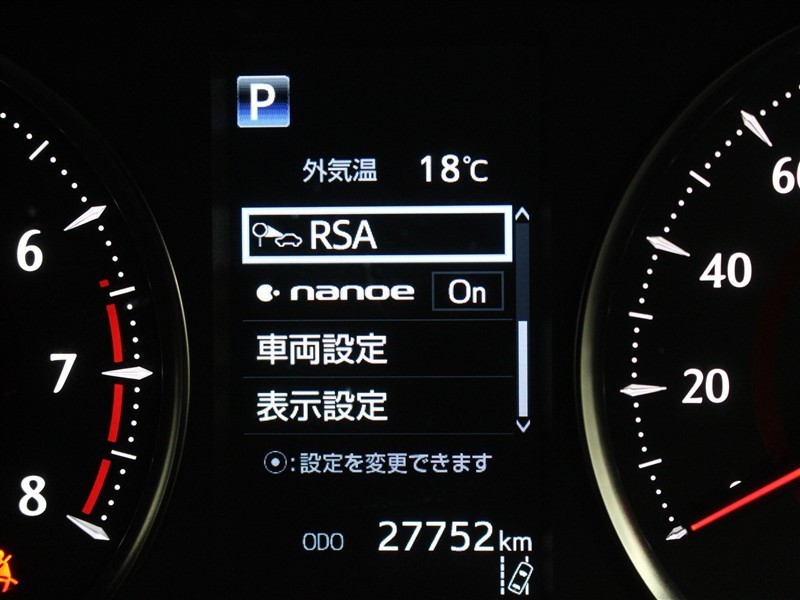 P
外気温 18℃
RSA
nanoe On
車両設定
表示設定
:設定を変更できます
ODO 27752km
6
7
8
60
40
20